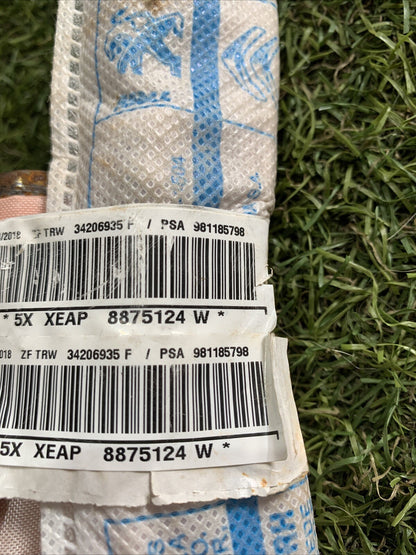 /2018 ZF TRW 34206935 F / PSA 981185798
* 5X XEAP 8875124 W *
2018 ZF TRW 34206935 F / PSA 981185798
5X XEAP 8875124 W *